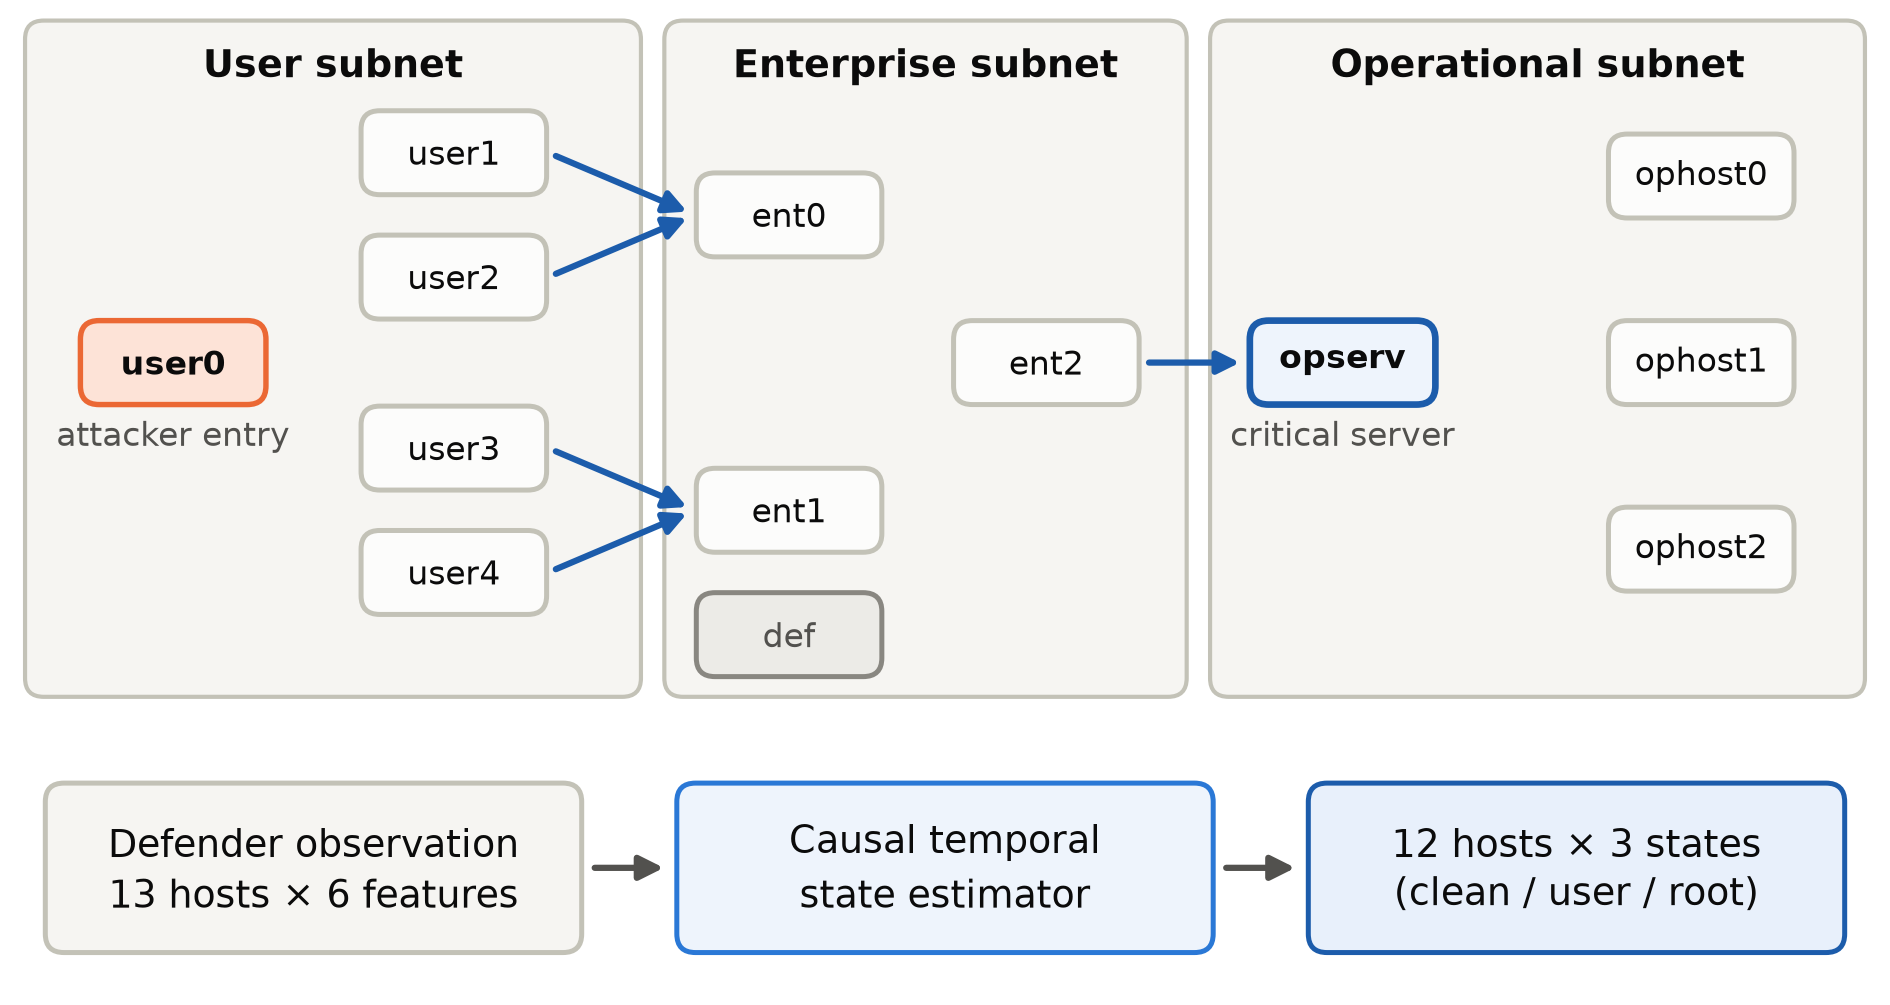 User subnet
user1
user2
user0
attacker entry
user3
user4
Enterprise subnet
ent0
ent2
ent1
def
Operational subnet
ophost0
opserv
critical server
ophost1
ophost2
Defender observation
13 hosts × 6 features
Causal temporal
state estimator
12 hosts × 3 states
(clean / user / root)